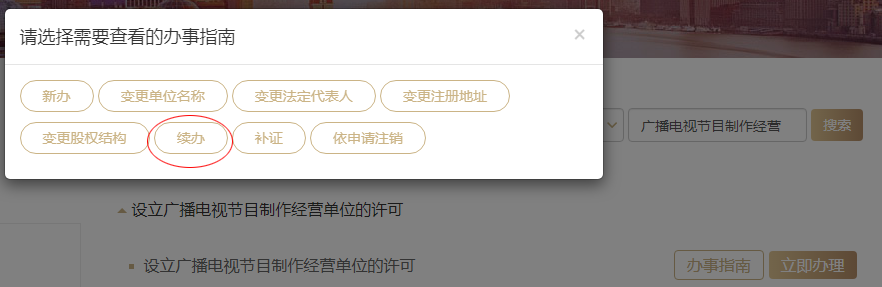 请选择需要查看的办事指南 ×
新办 变更单位名称 变更法定代表人 变更注册地址
广播电视节目制作经营 搜索
变更股权结构 续办 补证 依申请注销
设立广播电视节目制作经营单位的许可
设立广播电视节目制作经营单位的许可 办事指南 立即办理